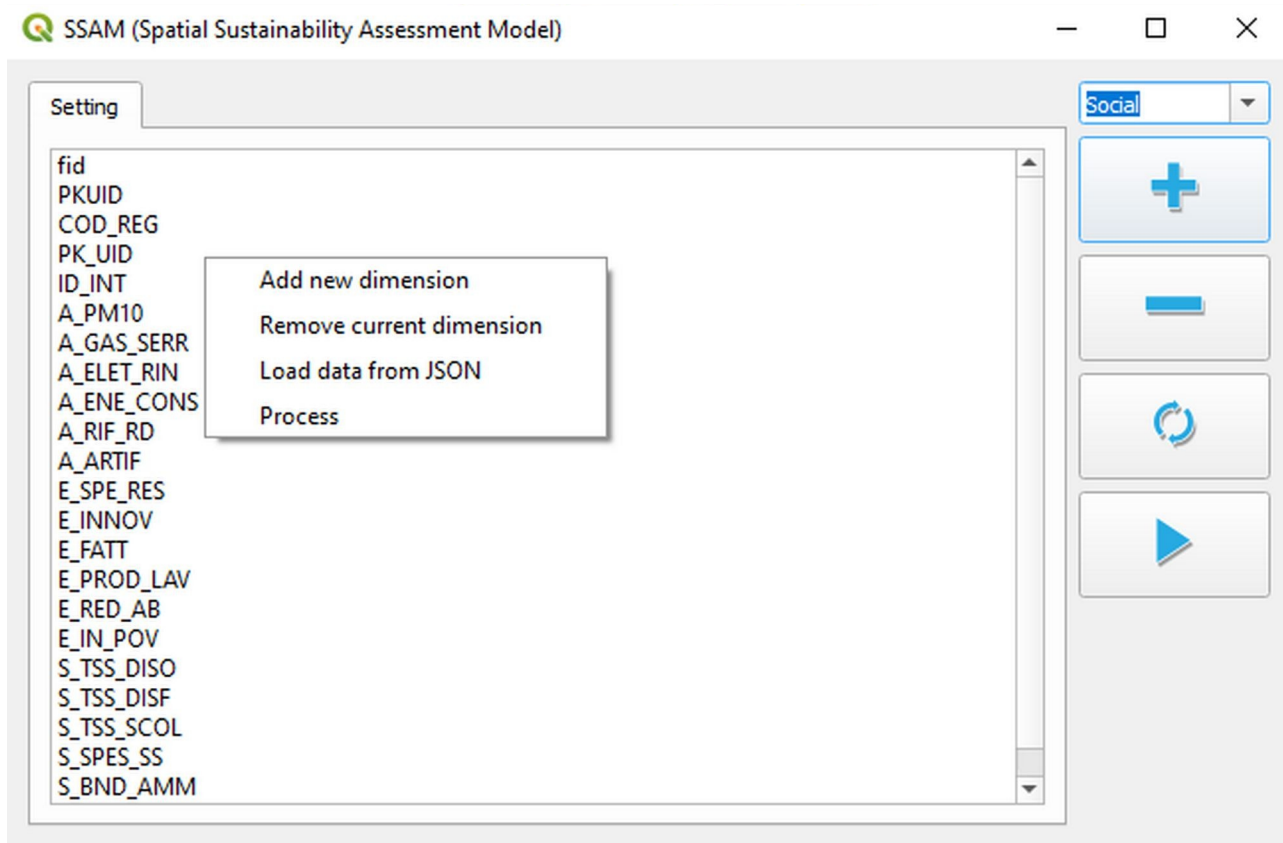 SSAM (Spatial Sustainability Assessment Model)
Setting
Social
fid
PKUID
COD_REG
PK_UID
ID_INT
A_PM10
A_GAS_SERR
A_ELET_RIN
A_ENE_CONS
A_RIF_RD
A_ARTIF
E_SPE_RES
E_INNOV
E_FATT
E_PROD_LAV
E_RED_AB
E_IN_POV
S_TSS_DISO
S_TSS_DISF
S_TSS_SCOL
S_SPES_SS
S_BND_AMM
Add new dimension
Remove current dimension
Load data from JSON
Process